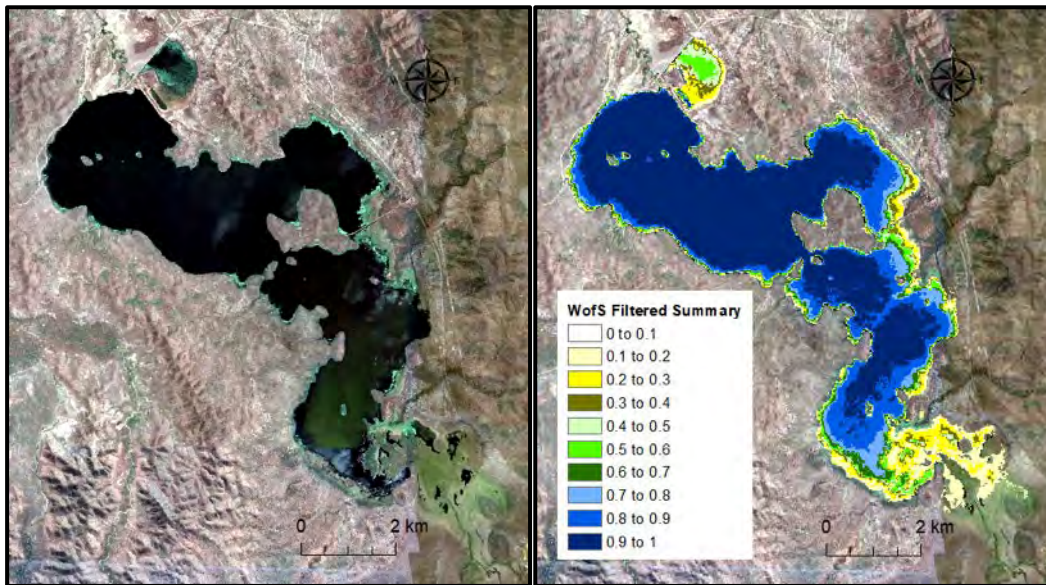 0 2 km
WofS Filtered Summary
0 to 0.1
0.1 to 0.2
0.2 to 0.3
0.3 to 0.4
0.4 to 0.5
0.5 to 0.6
0.6 to 0.7
0.7 to 0.8
0.8 to 0.9
0.9 to 1
0 2 km